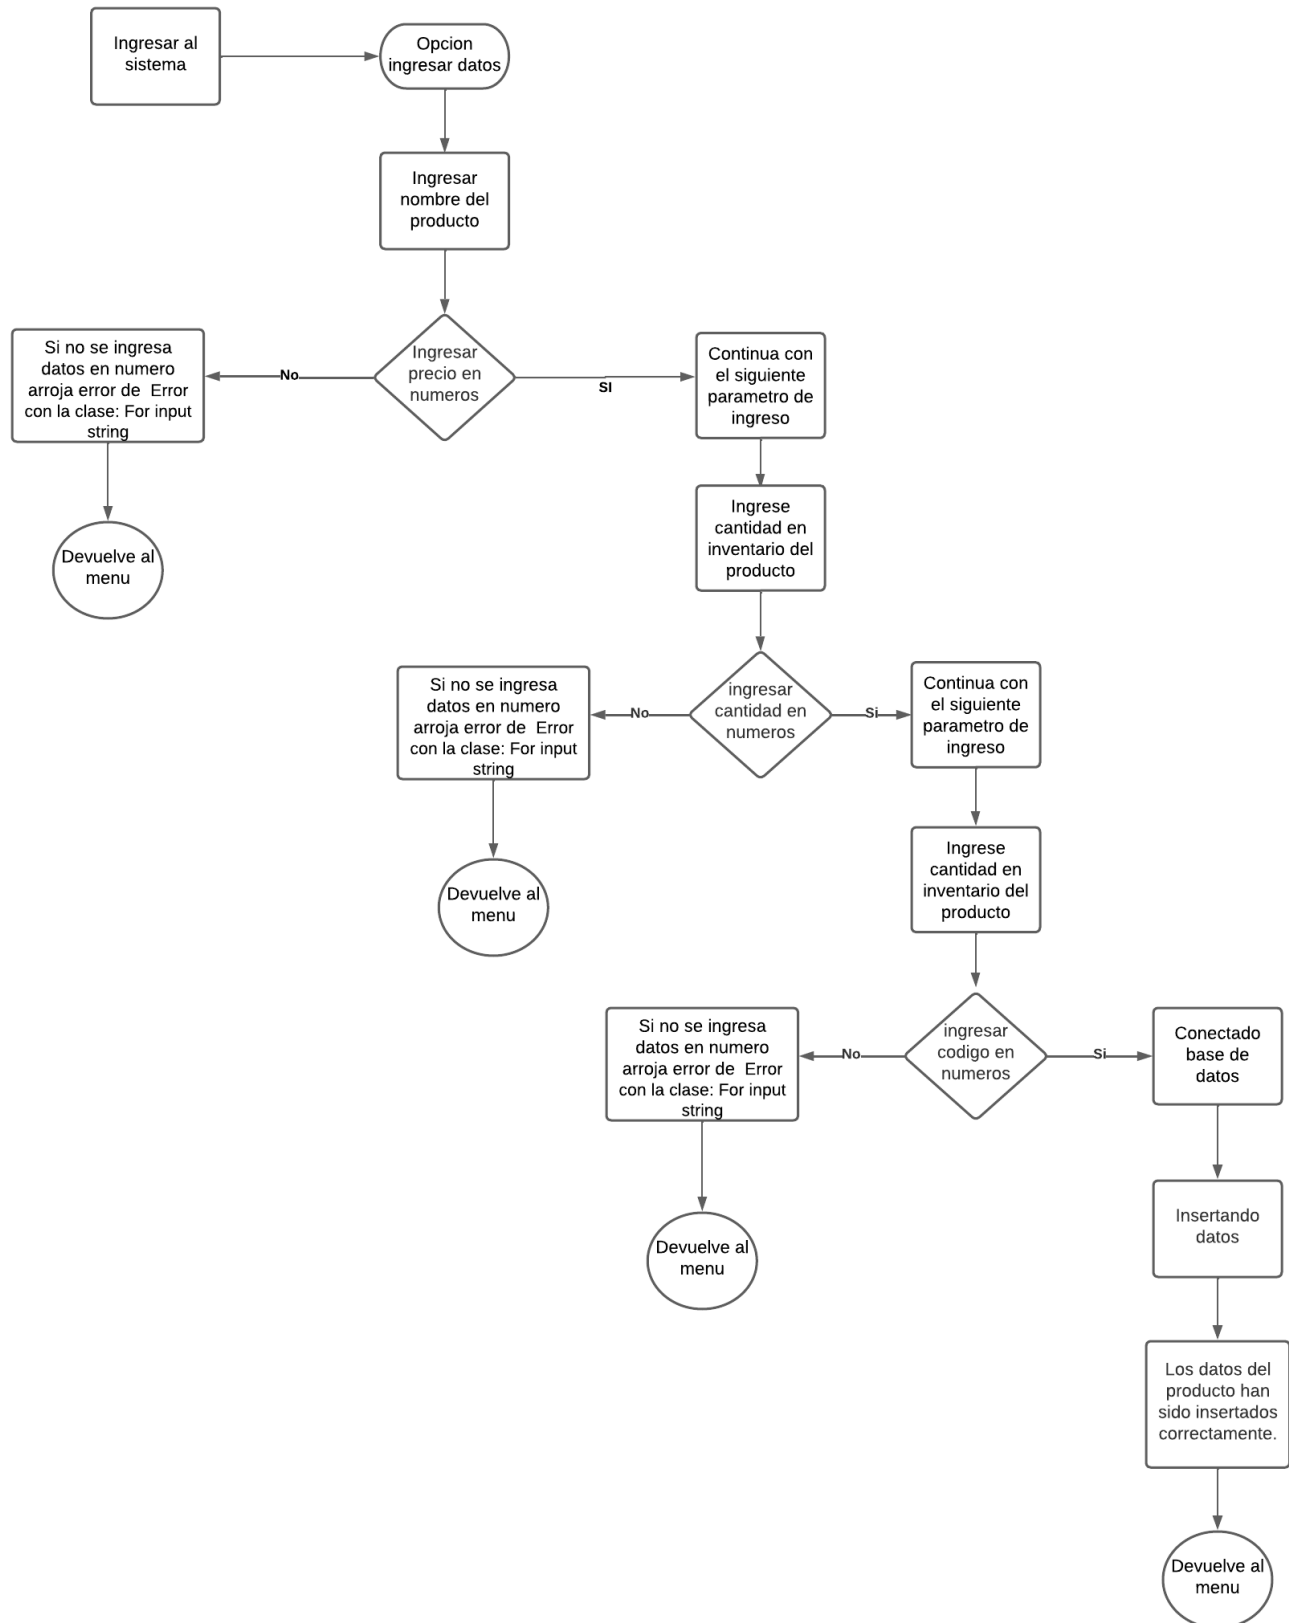 Ingresar al
sistema
Opcion
ingresar datos
Ingresar
nombre del
producto
Ingresar
precio en
numeros
No
SI
Si no se ingresa
datos en numero
arroja error de  Error
con la clase: For input
string
Devuelve al
menu
Continua con
el siguiente
parametro de
ingreso
Ingrese
cantidad en
inventario del
producto
ingresar
cantidad en
numeros
No
Si
Si no se ingresa
datos en numero
arroja error de  Error
con la clase: For input
string
Devuelve al
menu
Continua con
el siguiente
parametro de
ingreso
Ingrese
cantidad en
inventario del
producto
ingresar
codigo en
numeros
No
Si
Si no se ingresa
datos en numero
arroja error de  Error
con la clase: For input
string
Devuelve al
menu
Conectado
base de
datos
Insertando
datos
Los datos del
producto han
sido insertados
correctamente.
Devuelve al
menu